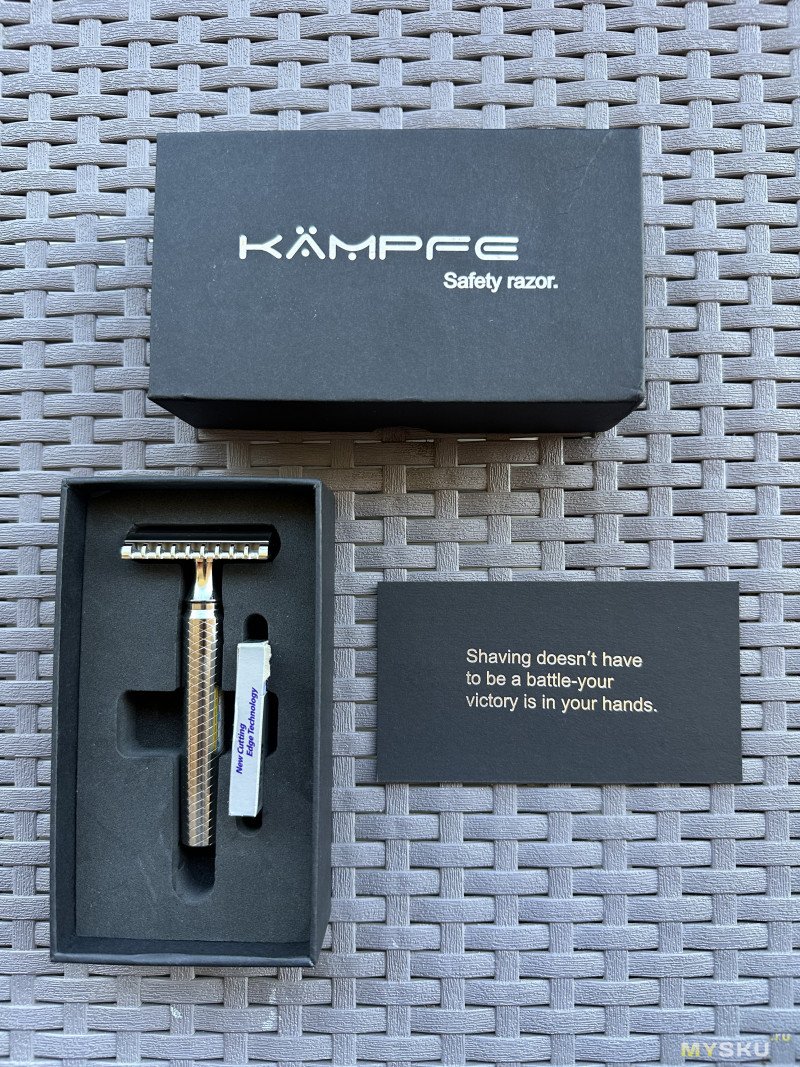 KÄMPFE
Safety razor.
New Cutting
Edge Technology
Shaving doesn't have
to be a battle-your
victory is in your hands.
MYSKU.ru